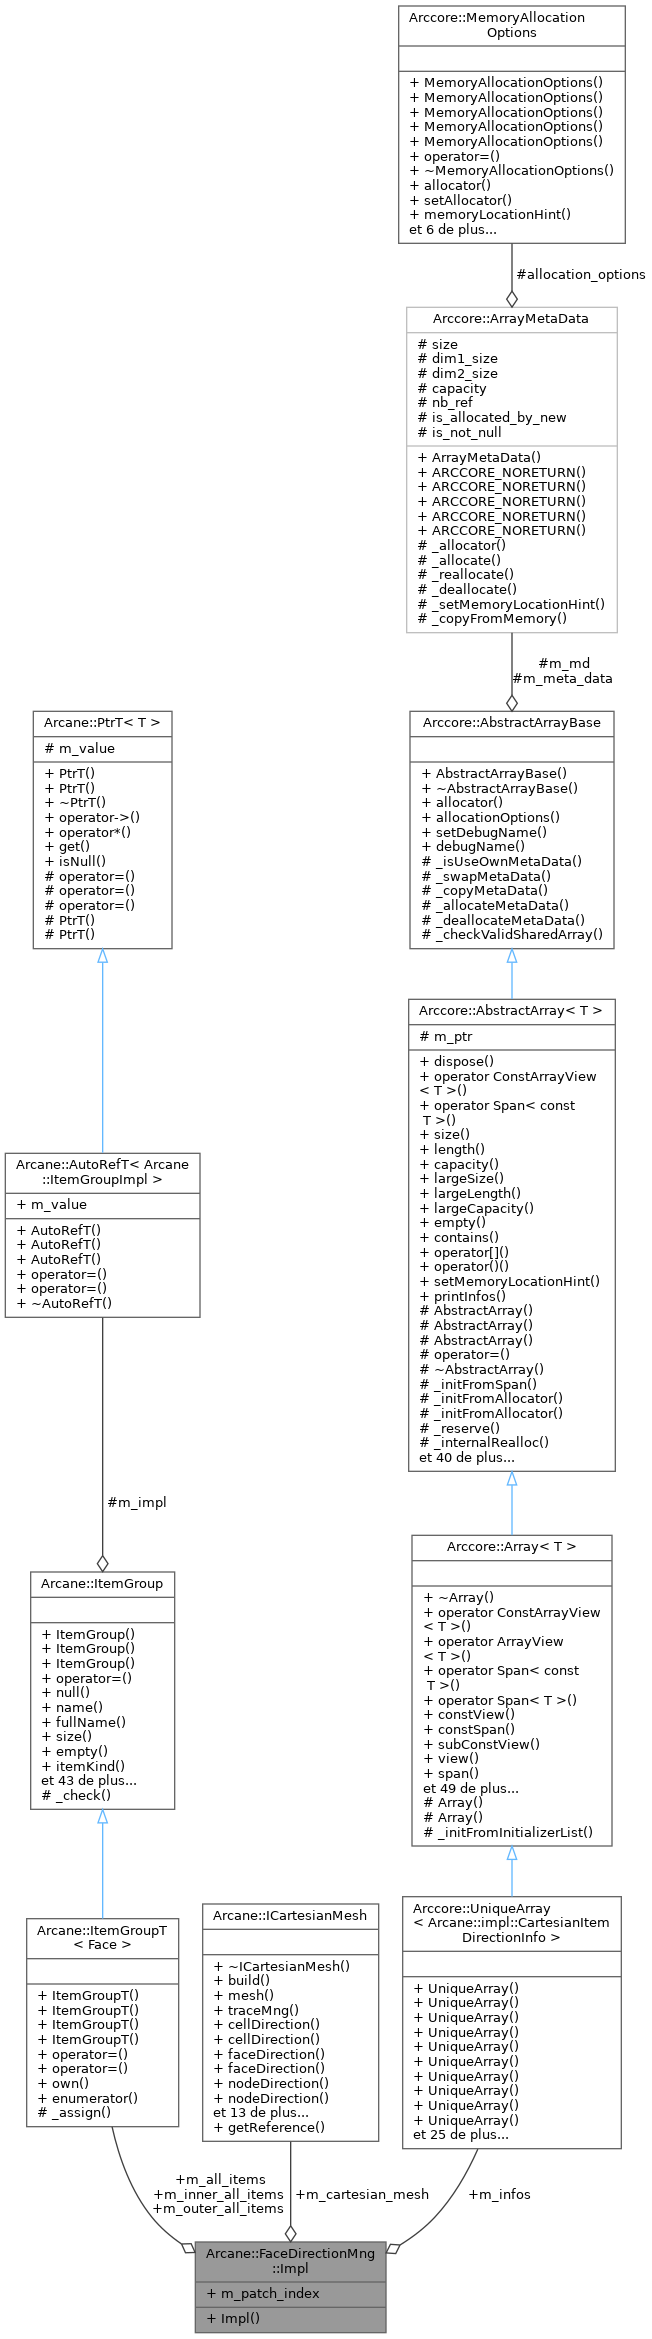 Arccore::MemoryAllocation
Options
+ MemoryAllocationOptions()
+ MemoryAllocationOptions()
+ MemoryAllocationOptions()
+ MemoryAllocationOptions()
+ MemoryAllocationOptions()
+ operator=()
+ ~MemoryAllocationOptions()
+ allocator()
+ setAllocator()
+ memoryLocationHint()
et 6 de plus...
#allocation_options
Arccore::ArrayMetaData
# size
# dim1_size
# dim2_size
# capacity
# nb_ref
# is_allocated_by_new
# is_not_null
+ ArrayMetaData()
+ ARCCORE_NORETURN()
+ ARCCORE_NORETURN()
+ ARCCORE_NORETURN()
+ ARCCORE_NORETURN()
+ ARCCORE_NORETURN()
# _allocator()
# _allocate()
# _reallocate()
# _deallocate()
# _setMemoryLocationHint()
# _copyFromMemory()
#m_md
#m_meta_data
Arcane::PtrT< T >
# m_value
+ PtrT()
+ PtrT()
+ ~PtrT()
+ operator->()
+ operator*()
+ get()
+ isNull()
# operator=()
# operator=()
# operator=()
# PtrT()
# PtrT()
Arccore::AbstractArrayBase
+ AbstractArrayBase()
+ ~AbstractArrayBase()
+ allocator()
+ allocationOptions()
+ setDebugName()
+ debugName()
# _isUseOwnMetaData()
# _swapMetaData()
# _copyMetaData()
# _allocateMetaData()
# _deallocateMetaData()
# _checkValidSharedArray()
Arccore::AbstractArray< T >
# m_ptr
+ dispose()
+ operator ConstArrayView
< T >()
+ operator Span< const
T >()
+ size()
+ length()
+ capacity()
+ largeSize()
+ largeLength()
+ largeCapacity()
+ empty()
+ contains()
+ operator[]()
+ operator()()
+ setMemoryLocationHint()
+ printInfos()
# AbstractArray()
# AbstractArray()
# AbstractArray()
# operator=()
# ~AbstractArray()
# _initFromSpan()
# _initFromAllocator()
# _initFromAllocator()
# _reserve()
# _internalRealloc()
et 40 de plus...
Arcane::AutoRefT< Arcane
::ItemGroupImpl >
+ m_value
+ AutoRefT()
+ AutoRefT()
+ AutoRefT()
+ operator=()
+ operator=()
+ ~AutoRefT()
#m_impl
Arccore::Array< T >
+ ~Array()
+ operator ConstArrayView
< T >()
+ operator ArrayView
< T >()
+ operator Span< const
T >()
+ operator Span< T >()
+ constView()
+ constSpan()
+ subConstView()
+ view()
+ span()
et 49 de plus...
# Array()
# Array()
# _initFromInitializerList()
Arcane::ItemGroup
+ ItemGroup()
+ ItemGroup()
+ ItemGroup()
+ operator=()
+ null()
+ name()
+ fullName()
+ size()
+ empty()
+ itemKind()
et 43 de plus...
# _check()
Arcane::ItemGroupT
< Face >
+ ItemGroupT()
+ ItemGroupT()
+ ItemGroupT()
+ ItemGroupT()
+ operator=()
+ operator=()
+ own()
+ enumerator()
# _assign()
Arcane::ICartesianMesh
+ ~ICartesianMesh()
+ build()
+ mesh()
+ traceMng()
+ cellDirection()
+ cellDirection()
+ faceDirection()
+ faceDirection()
+ nodeDirection()
+ nodeDirection()
et 13 de plus...
+ getReference()
Arccore::UniqueArray
< Arcane::impl::CartesianItem
DirectionInfo >
+ UniqueArray()
+ UniqueArray()
+ UniqueArray()
+ UniqueArray()
+ UniqueArray()
+ UniqueArray()
+ UniqueArray()
+ UniqueArray()
+ UniqueArray()
+ UniqueArray()
et 25 de plus...
+m_all_items
+m_inner_all_items
+m_outer_all_items
+m_cartesian_mesh
+m_infos
Arcane::FaceDirectionMng
::Impl
+ m_patch_index
+ Impl()